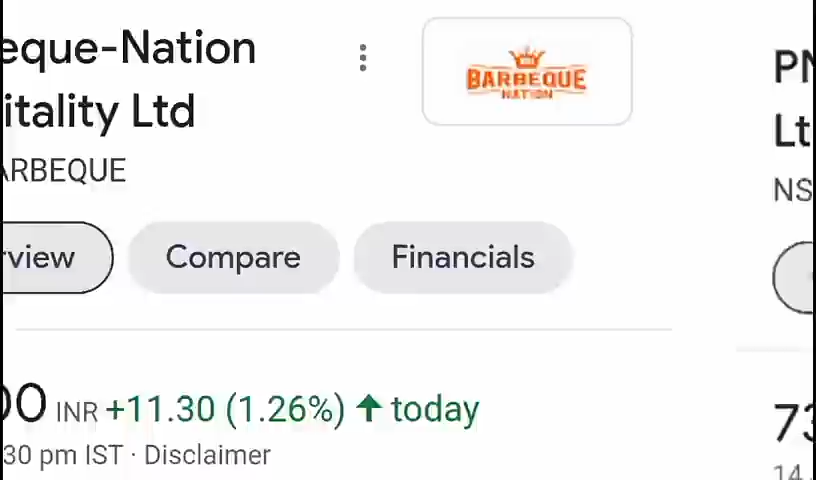 eque-Nation
itality Ltd
ARBEQUE
BARBEQUE
NATION
rview
Compare
Financials
00 INR +11.30 (1.26%) ↑ today
30 pm IST · Disclaimer
PN
Lt
NS
73
14